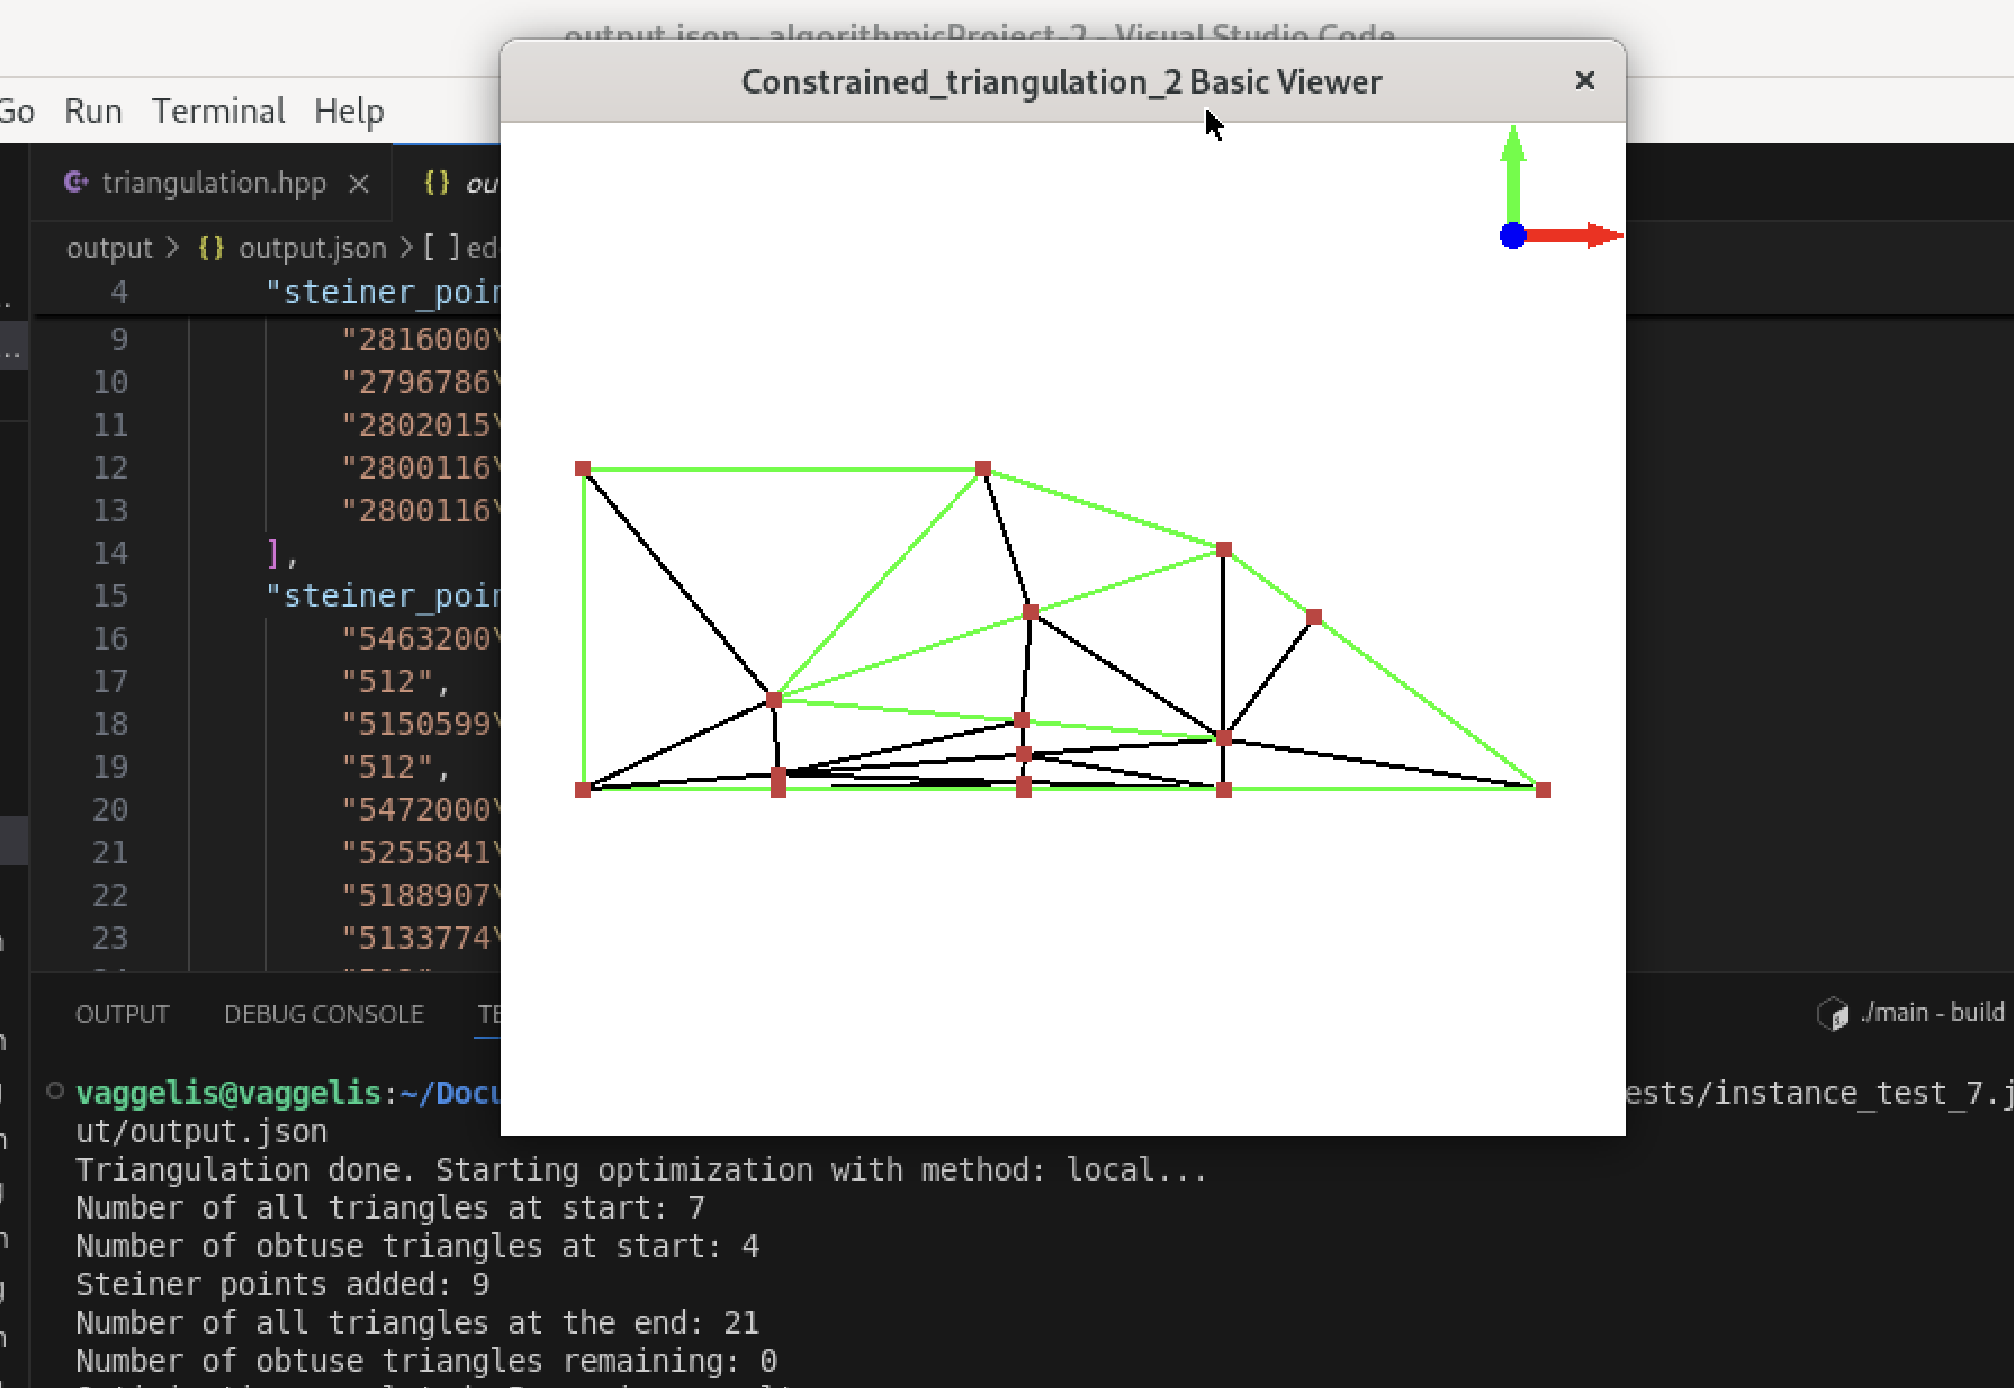 output.json - algorithmicProject-2 - Visual Studio Code
Constrained_triangulation_2 Basic Viewer
Go Run Terminal Help
triangulation.hpp
{} ou
output > {} output.json > [ ] ed
4 "steiner_poin
9 "2816000\
10 "2796786\
11 "2802015\
12 "2800116\
13 "2800116\
14 ],
15 "steiner_poin
16 "5463200\
17 "512",
18 "5150599\
19 "512",
20 "5472000\
21 "5255841\
22 "5188907\
23 "5133774\
OUTPUT DEBUG CONSOLE TE
./main - build
vaggelis@vaggelis:~/Docu ests/instance_test_7.j
ut/output.json
Triangulation done. Starting optimization with method: local...
Number of all triangles at start: 7
Number of obtuse triangles at start: 4
Steiner points added: 9
Number of all triangles at the end: 21
Number of obtuse triangles remaining: 0